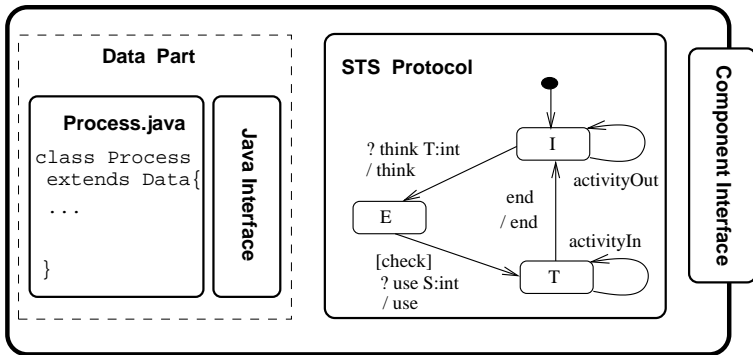 Data Part
Process.java
class Process
extends Data{
...
}
Java Interface
STS Protocol
I
activityOut
? think T:int
/ think
E
end
/ end
[check]
? use S:int
/ use
activityIn
T
Component Interface